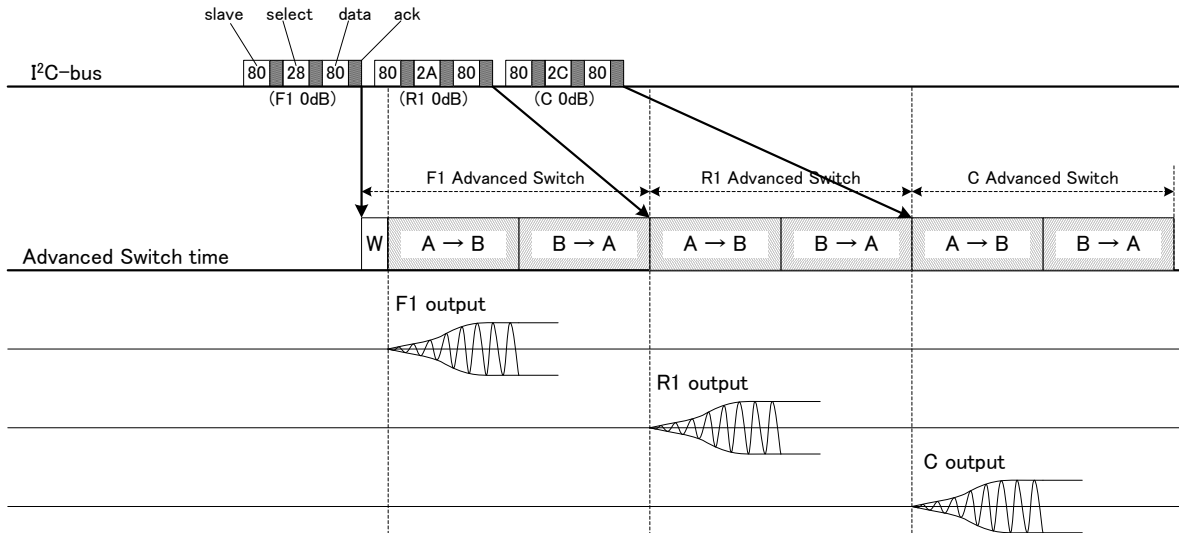 slave select data ack
I²C-bus 80 28 80 80 2A 80 80 2C 80
(F1 0dB) (R1 0dB) (C 0dB)
F1 Advanced Switch R1 Advanced Switch C Advanced Switch
Advanced Switch time W A → B B → A A → B B → A A → B B → A
F1 output
R1 output
C output